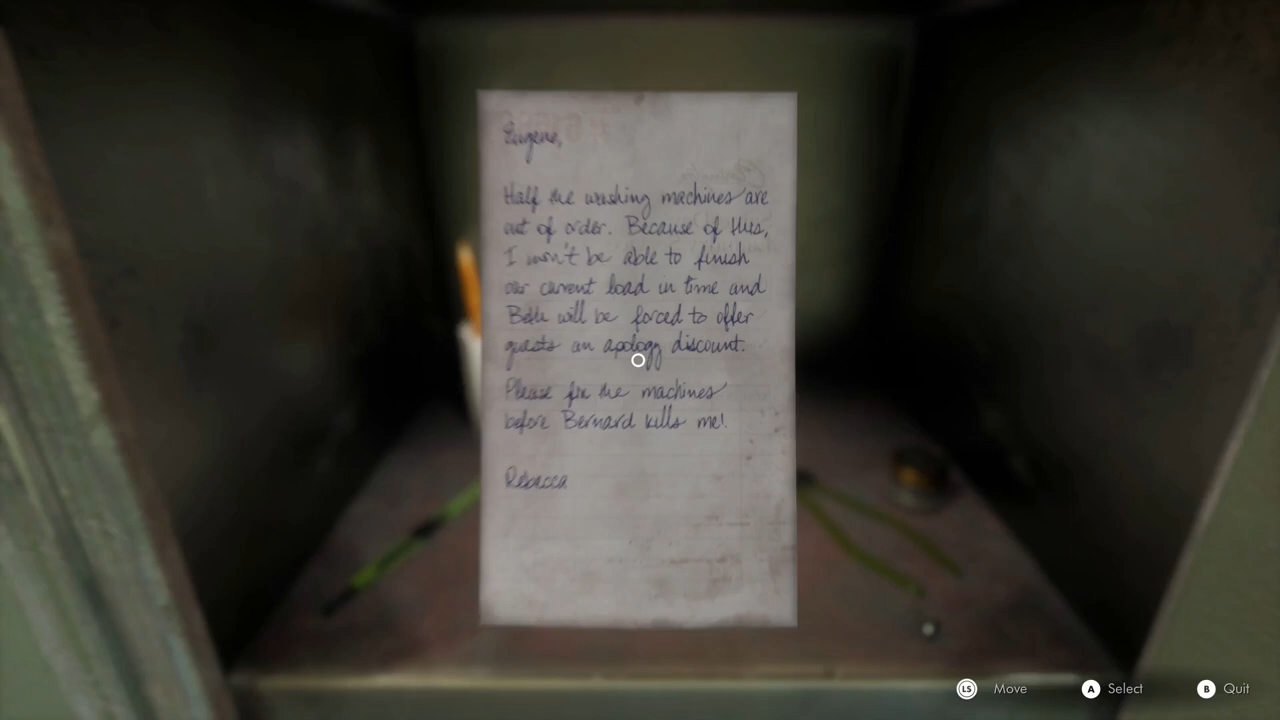 Eugene,
Half the washing machines are
out of order. Because of this,
I won't be able to finish
our current load in time and
Beth will be forced to offer
guests an apology discount.
Please fix the machines
before Bernard kills me!
Rebecca
LS Move A Select B Quit